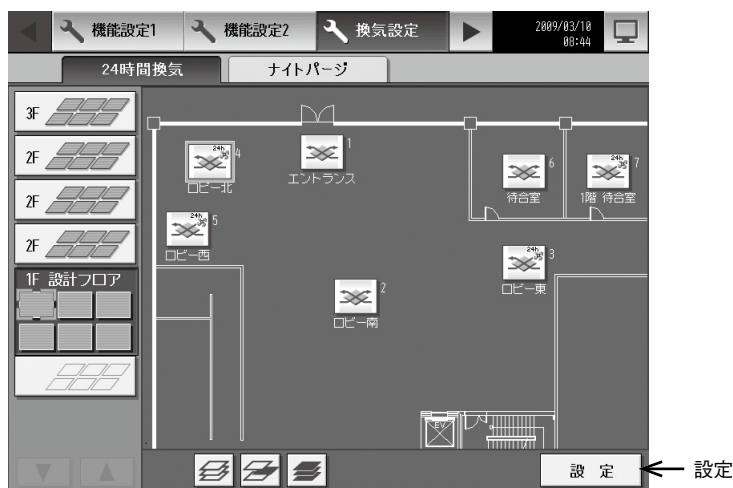 機能設定1
機能設定2
換気設定
2009/03/10
08:44
24時間換気
ナイトパージ
3F
2F
2F
2F
1F 設計フロア
24h
4
ロビー北
1
エントランス
6
待合室
24h
7
1階 待合室
24h
5
ロビー西
24h
3
ロビー東
2
ロビー南
EV
設 定
設定